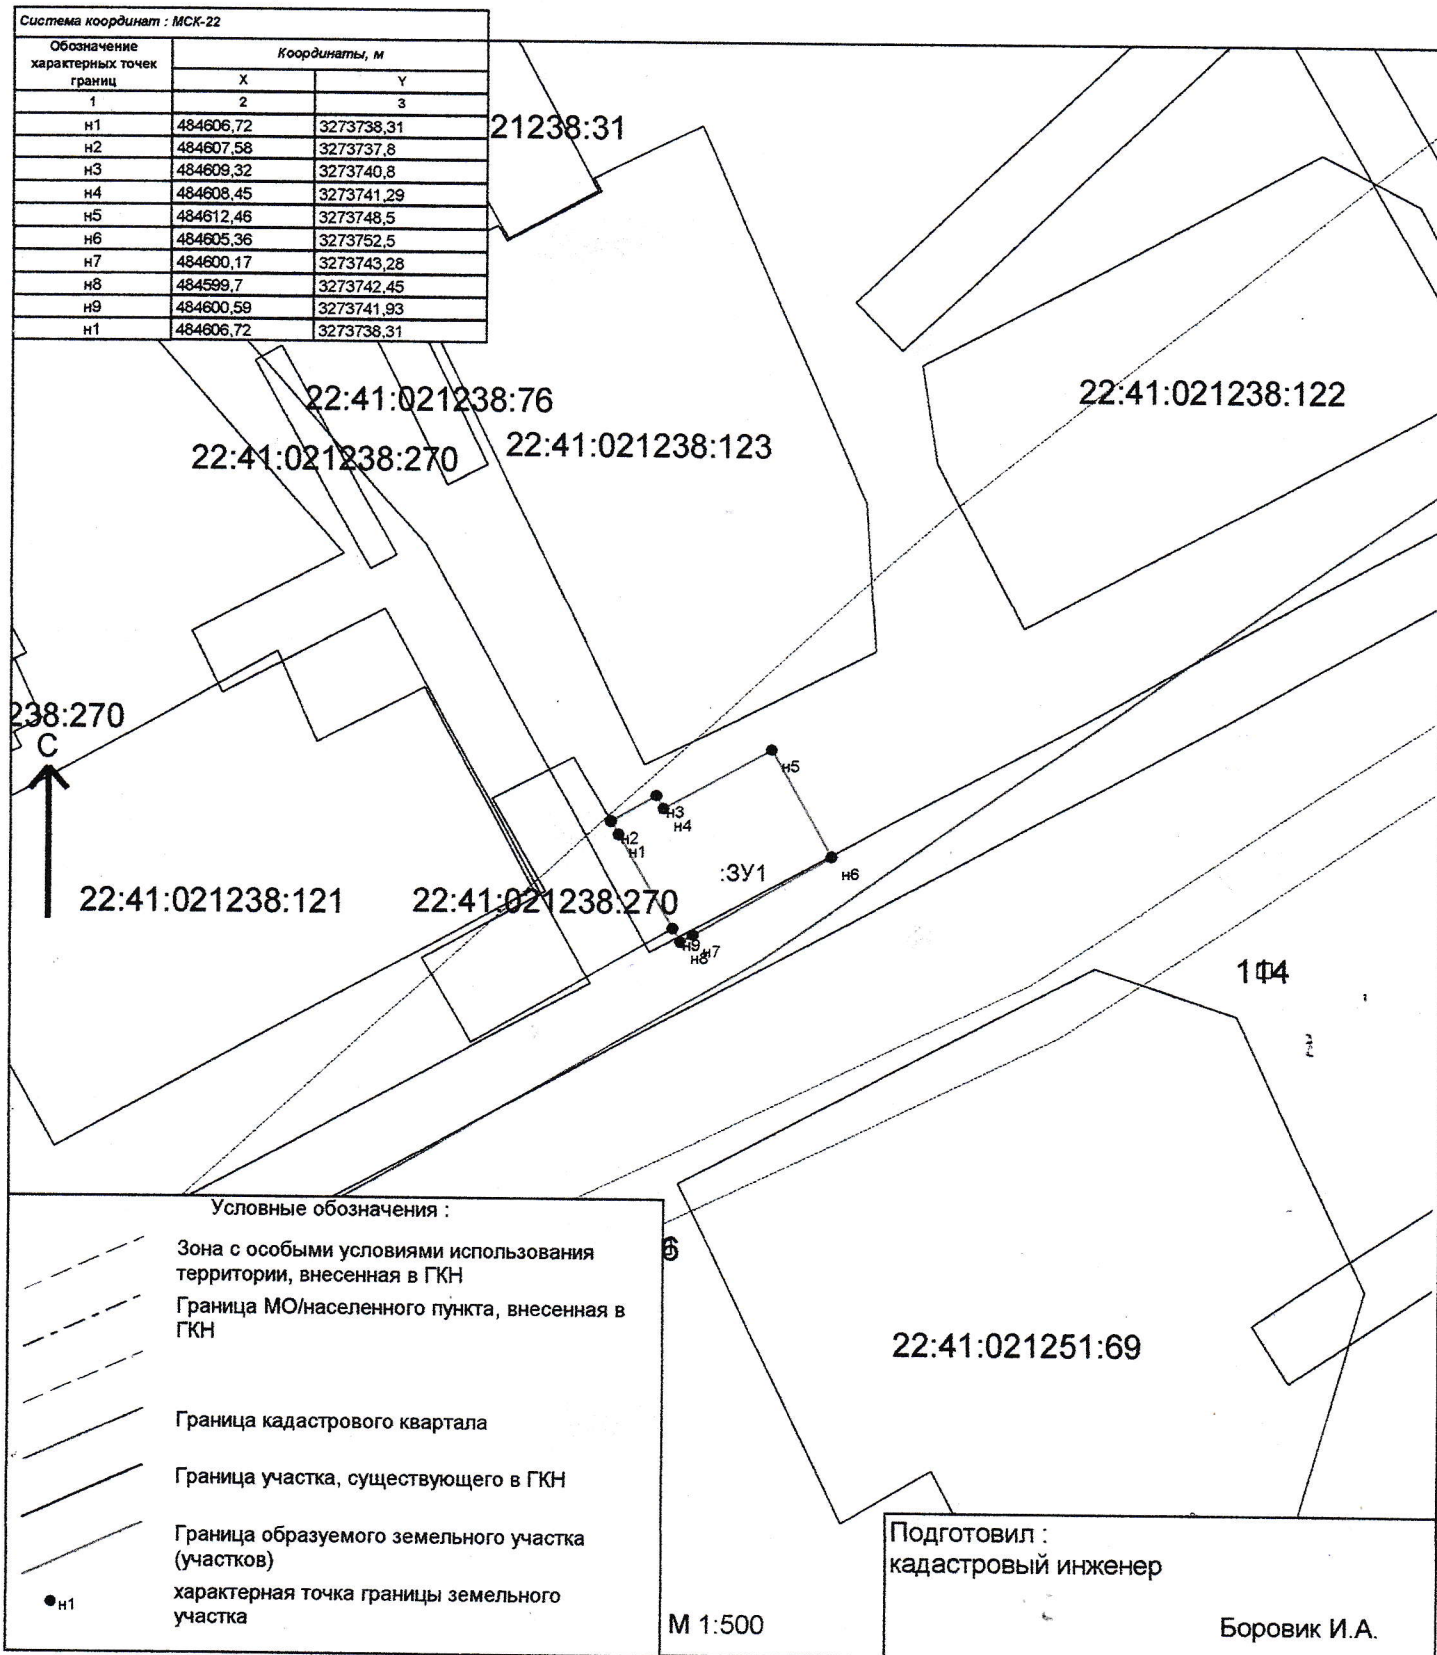 Система координат : МСК-22
Обозначение характерных точек границ
Координаты, м
X Y
1 2 3
н1 484606,72 3273738,31
н2 484607,58 3273737,8
н3 484609,32 3273740,8
н4 484608,45 3273741,29
н5 484612,46 3273748,5
н6 484605,36 3273752,5
н7 484600,17 3273743,28
н8 484599,7 3273742,45
н9 484600,59 3273741,93
н1 484606,72 3273738,31
21238:31
22:41:021238:76
22:41:021238:122
22:41:021238:270
22:41:021238:123
238:270
С
н5
н3
н4
н2
н1
:ЗУ1
н6
22:41:021238:121
22:41:021238:270
н9
н7
н8
114
6
22:41:021251:69
Условные обозначения :
Зона с особыми условиями использования
территории, внесенная в ГКН
Граница МО/населенного пункта, внесенная в
ГКН
Граница кадастрового квартала
Граница участка, существующего в ГКН
Граница образуемого земельного участка
(участков)
н1
характерная точка границы земельного
участка
М 1:500
Подготовил :
кадастровый инженер
Боровик И.А.